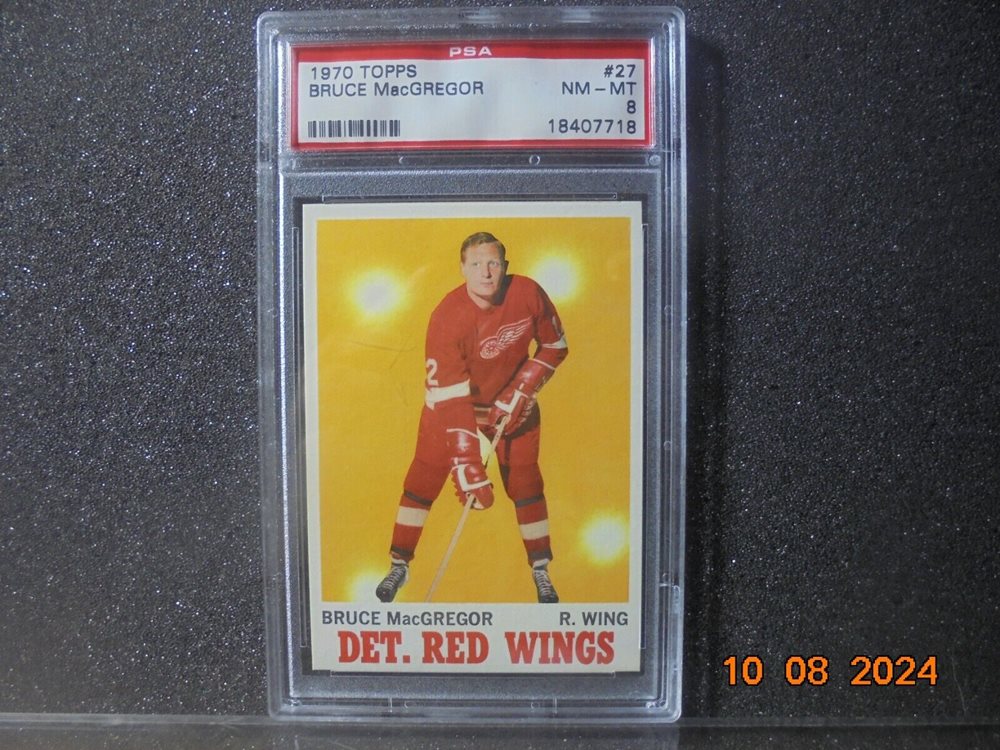 PSA
1970 TOPPS #27
BRUCE MacGREGOR NM - MT
8
18407718
2
BRUCE MacGREGOR R. WING
DET. RED WINGS
10 08 2024